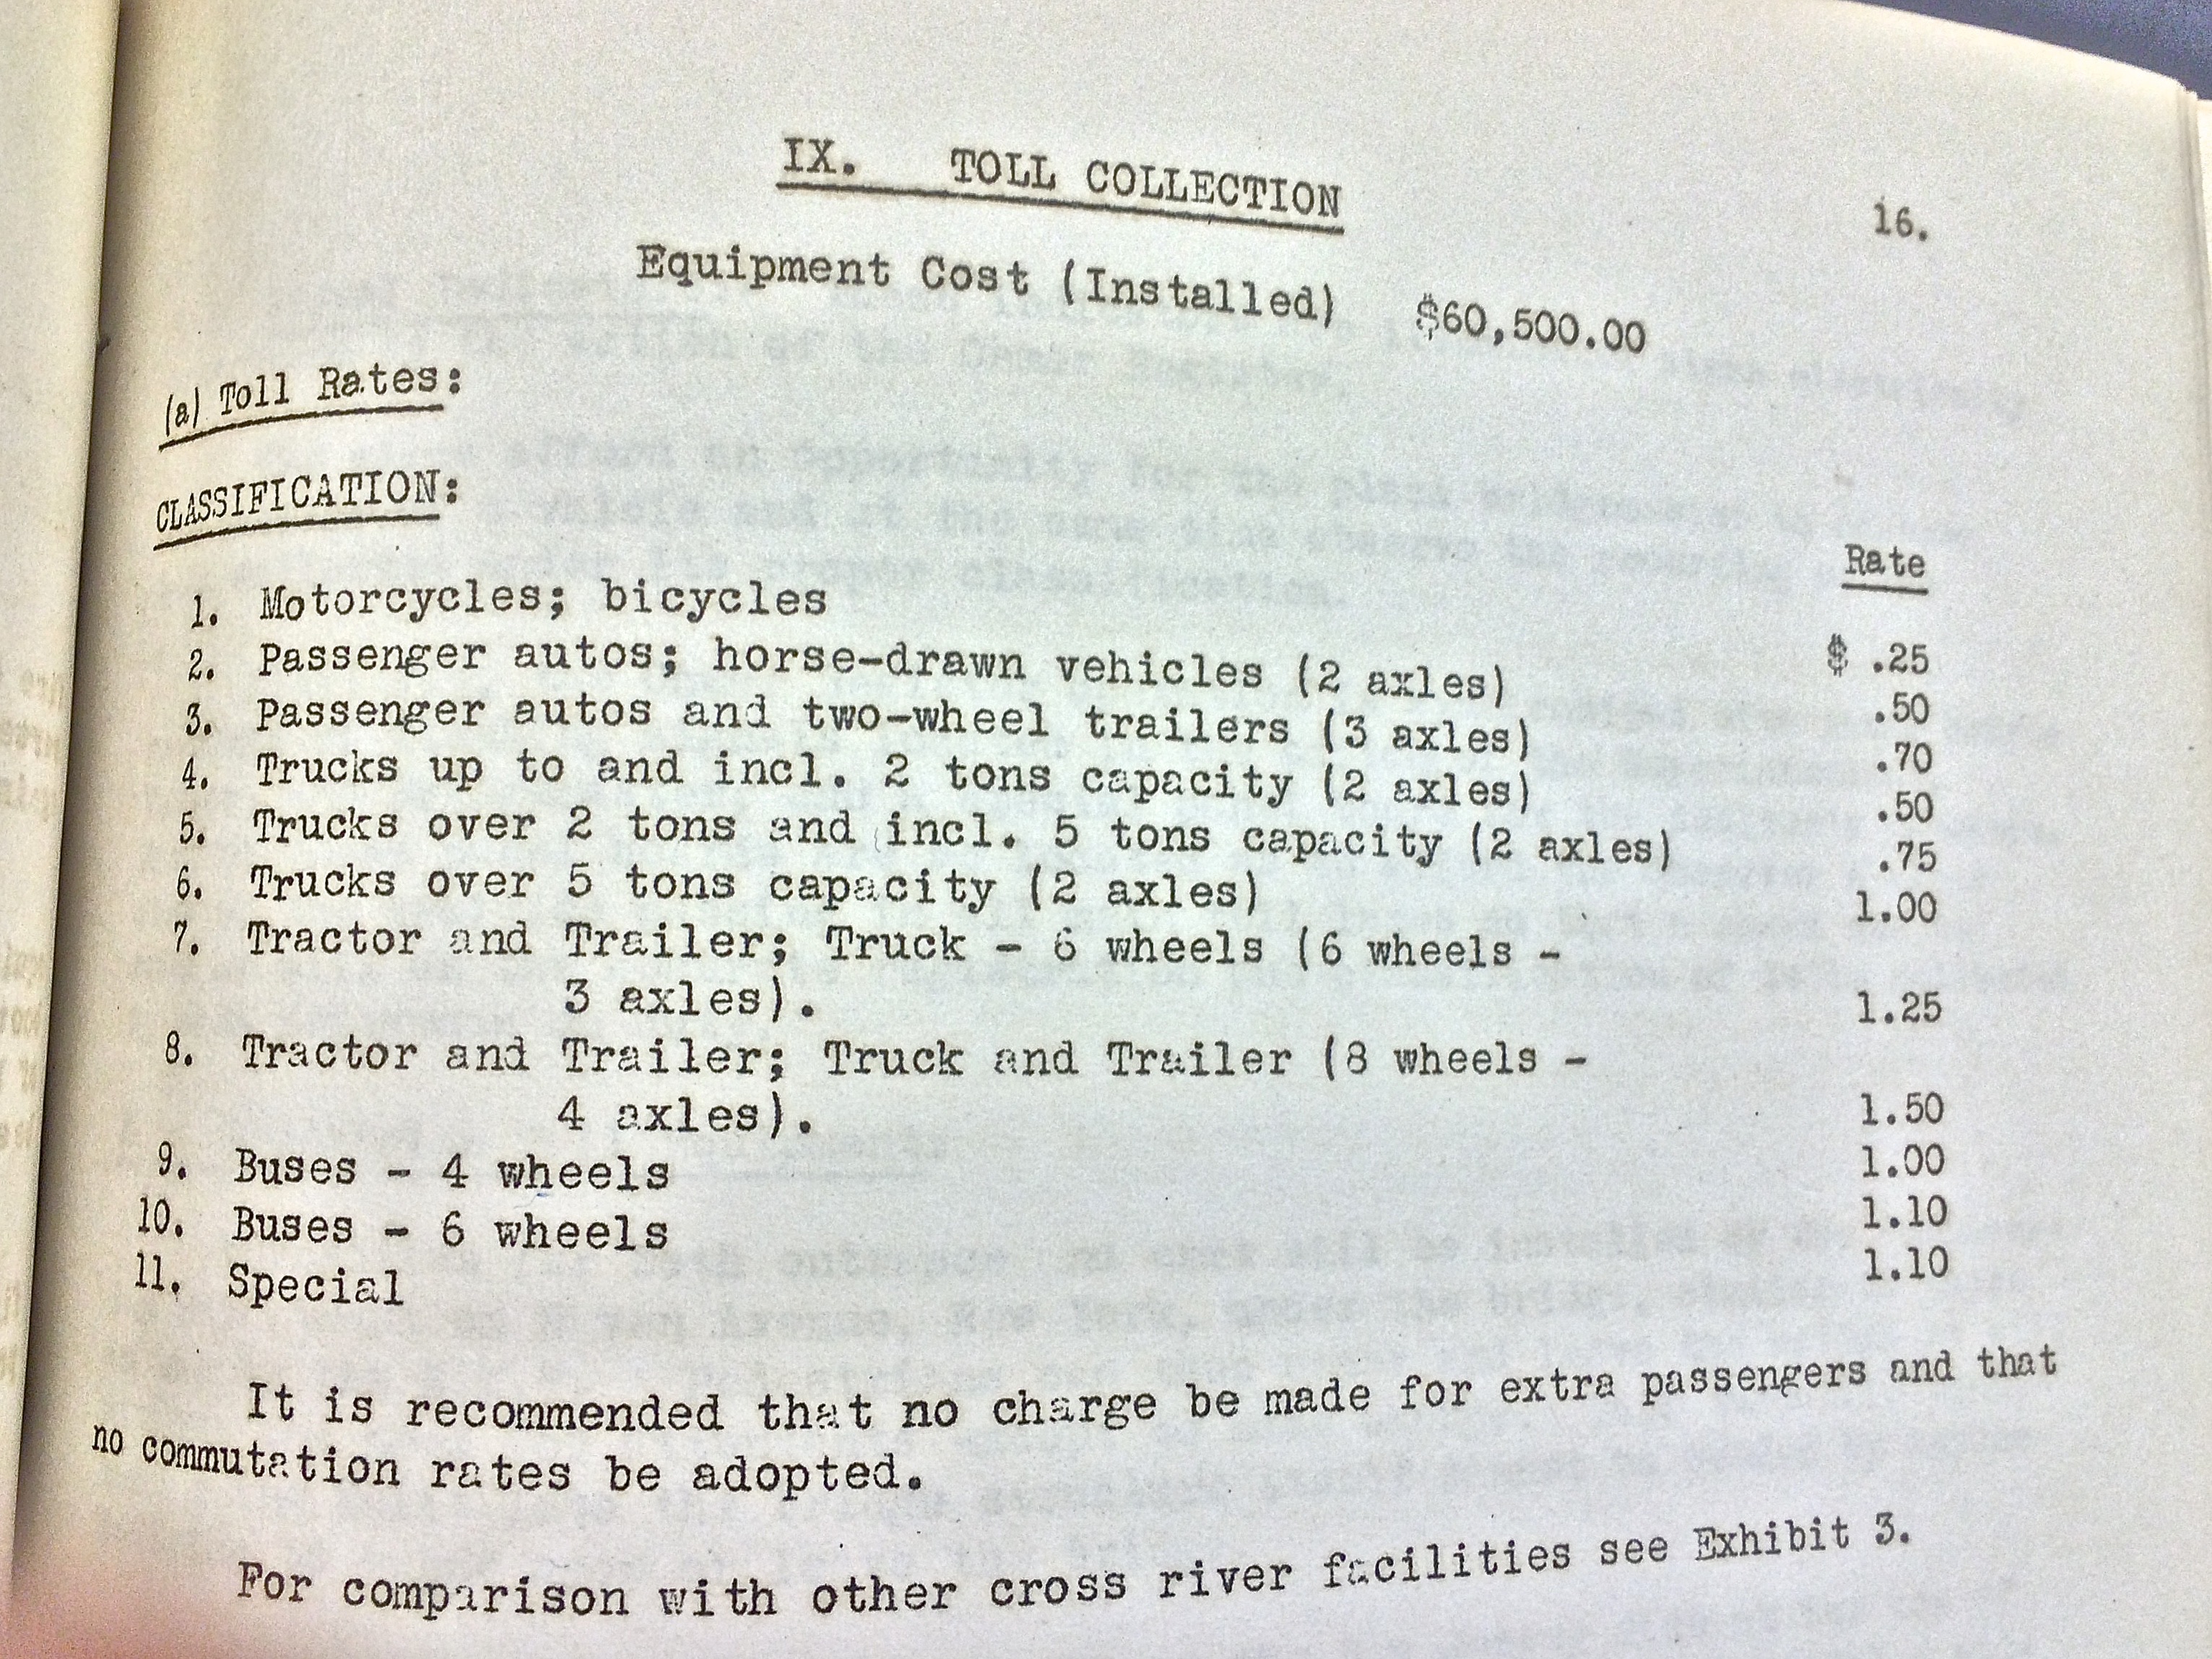 16.
IX. TOLL COLLECTION
Equipment Cost (Installed) $60,500.00
(a) Toll Rates:
CLASSIFICATION:
Rate
1. Motorcycles; bicycles $ .25
2. Passenger autos; horse-drawn vehicles (2 axles) .50
3. Passenger autos and two-wheel trailers (3 axles) .70
4. Trucks up to and incl. 2 tons capacity (2 axles) .50
5. Trucks over 2 tons and incl. 5 tons capacity (2 axles) .75
6. Trucks over 5 tons capacity (2 axles) 1.00
7. Tractor and Trailer; Truck - 6 wheels (6 wheels -
3 axles). 1.25
8. Tractor and Trailer; Truck and Trailer (8 wheels -
4 axles). 1.50
9. Buses - 4 wheels 1.00
10. Buses - 6 wheels 1.10
11. Special 1.10
It is recommended that no charge be made for extra passengers and that
no commutation rates be adopted.
For comparison with other cross river facilities see Exhibit 3.